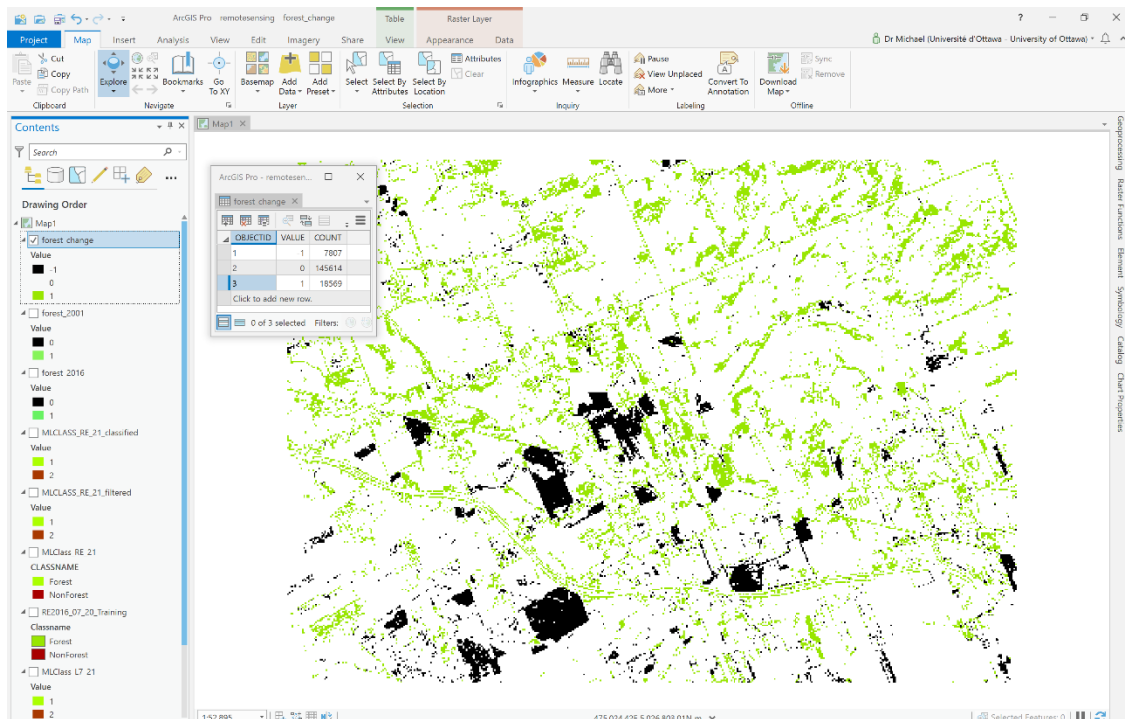 ArcGIS Pro remotesensing forest_change
Table
Raster Layer
?
Project Map Insert Analysis View Edit Imagery Share View Appearance Data
Dr Michael (Université d'Ottawa - University of Ottawa)
Paste
Cut
Copy
Copy Path
Clipboard
Explore
Bookmarks
Go To XY
Navigate
Basemap
Add Data
Add Preset
Layer
Select
Select By Attributes
Select By Location
Attributes
Clear
Selection
Infographics
Measure
Locate
Inquiry
Pause
View Unplaced
More
Convert To Annotation
Labeling
Download Map
Sync
Remove
Offline
Contents
Search
Drawing Order
Map1
forest change
Value
-1
0
1
forest_2001
Value
0
1
forest 2016
Value
0
1
MLCLASS_RE_21_classified
Value
1
2
MLCLASS_RE_21_filtered
Value
1
2
MLClass RE 21
CLASSNAME
Forest
NonForest
RE2016_07_20_Training
Classname
Forest
NonForest
MLClass L7 21
Value
1
2
Map1
ArcGIS Pro - remotesen...
forest change
OBJECTID VALUE COUNT
1 1 7807
2 0 145614
3 1 18569
Click to add new row.
0 of 3 selected Filters:
Geoprocessing
Raster Functions
Element
Symbology
Catalog
Chart Properties
1:52,895
Selected Features: 0